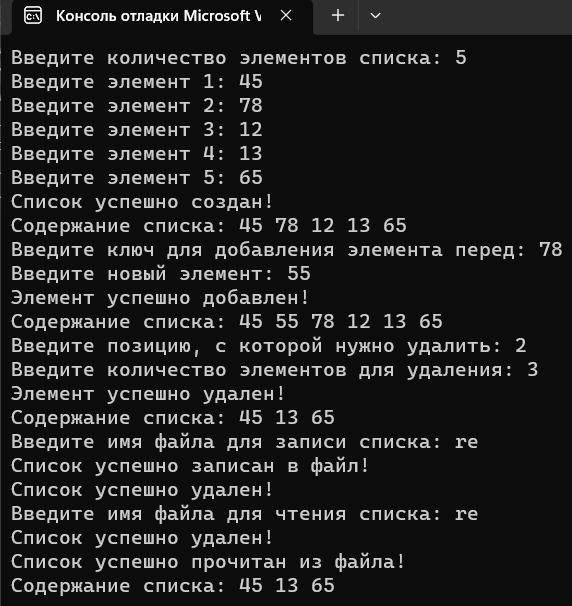 Консоль отладки Microsoft V
Введите количество элементов списка: 5
Введите элемент 1: 45
Введите элемент 2: 78
Введите элемент 3: 12
Введите элемент 4: 13
Введите элемент 5: 65
Список успешно создан!
Содержание списка: 45 78 12 13 65
Введите ключ для добавления элемента перед: 78
Введите новый элемент: 55
Элемент успешно добавлен!
Содержание списка: 45 55 78 12 13 65
Введите позицию, с которой нужно удалить: 2
Введите количество элементов для удаления: 3
Элемент успешно удален!
Содержание списка: 45 13 65
Введите имя файла для записи списка: re
Список успешно записан в файл!
Список успешно удален!
Введите имя файла для чтения списка: re
Список успешно удален!
Список успешно прочитан из файла!
Содержание списка: 45 13 65